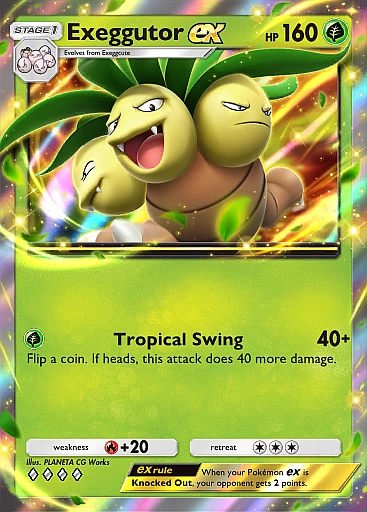 STAGE 1 Exeggutor ex HP 160
Evolves from Exeggcute
Tropical Swing 40+
Flip a coin. If heads, this attack does 40 more damage.
weakness +20 retreat
Illus. PLANETA CG Works
ex rule When your Pokémon ex is
Knocked Out, your opponent gets 2 points.